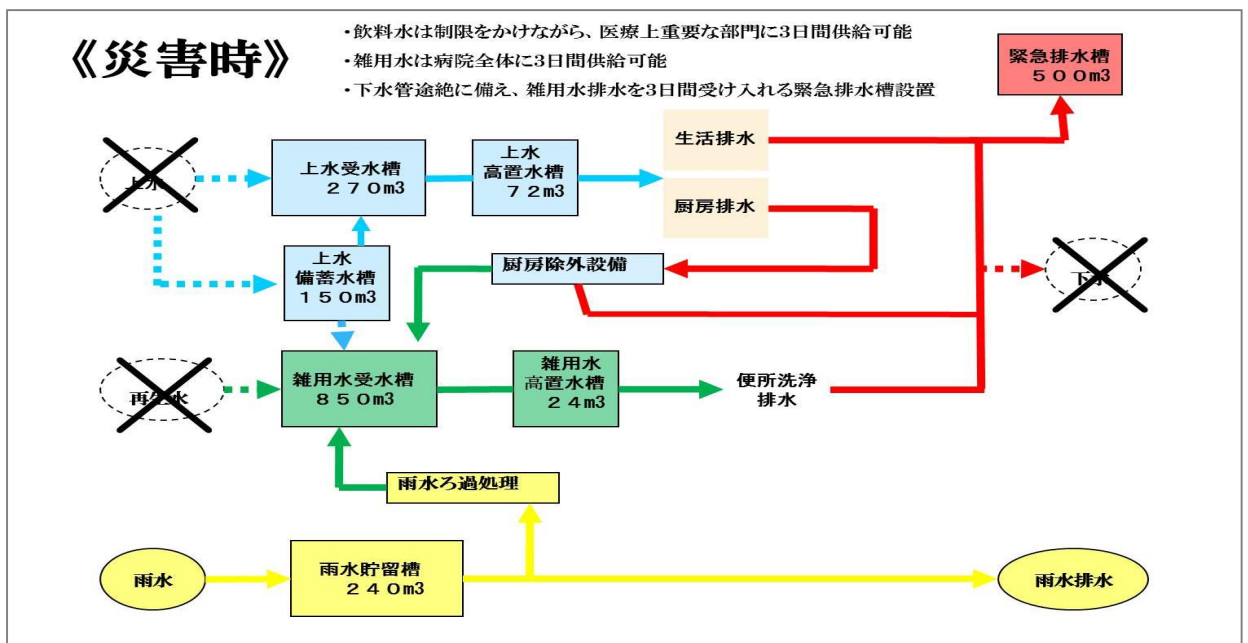 《災害時》
・飲料水は制限をかけながら、医療上重要な部門に3日間供給可能
・雑用水は病院全体に3日間供給可能
・下水管途絶に備え、雑用水排水を3日間受け入れる緊急排水槽設置
緊急排水槽
５００m3
上水
上水受水槽
２７０m3
上水
高置水槽
７２m3
生活排水
厨房排水
上水
備蓄水槽
１５０m3
厨房除外設備
下水
再生水
雑用水受水槽
８５０m3
雑用水
高置水槽
２４m3
便所洗浄
排水
雨水ろ過処理
雨水
雨水貯留槽
２４０m3
雨水排水